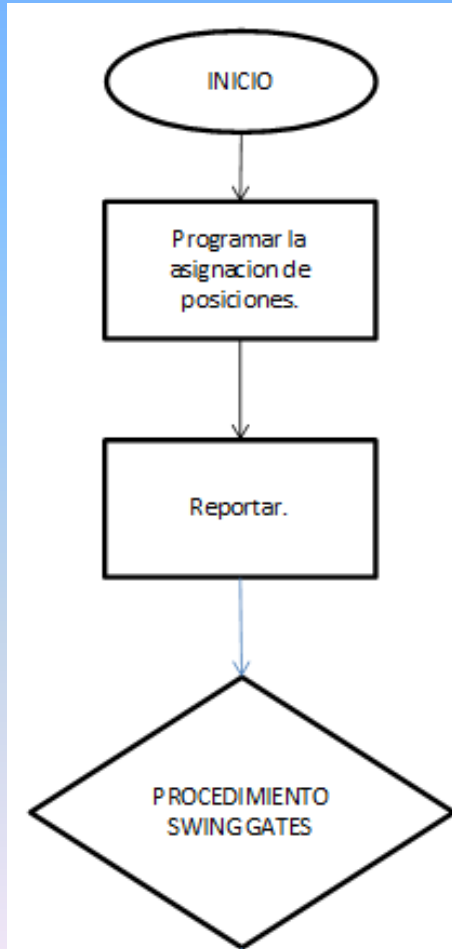 INICIO
Programar la
asignacion de
posiciones.
Reportar.
PROCEDIMIENTO
SWING GATES